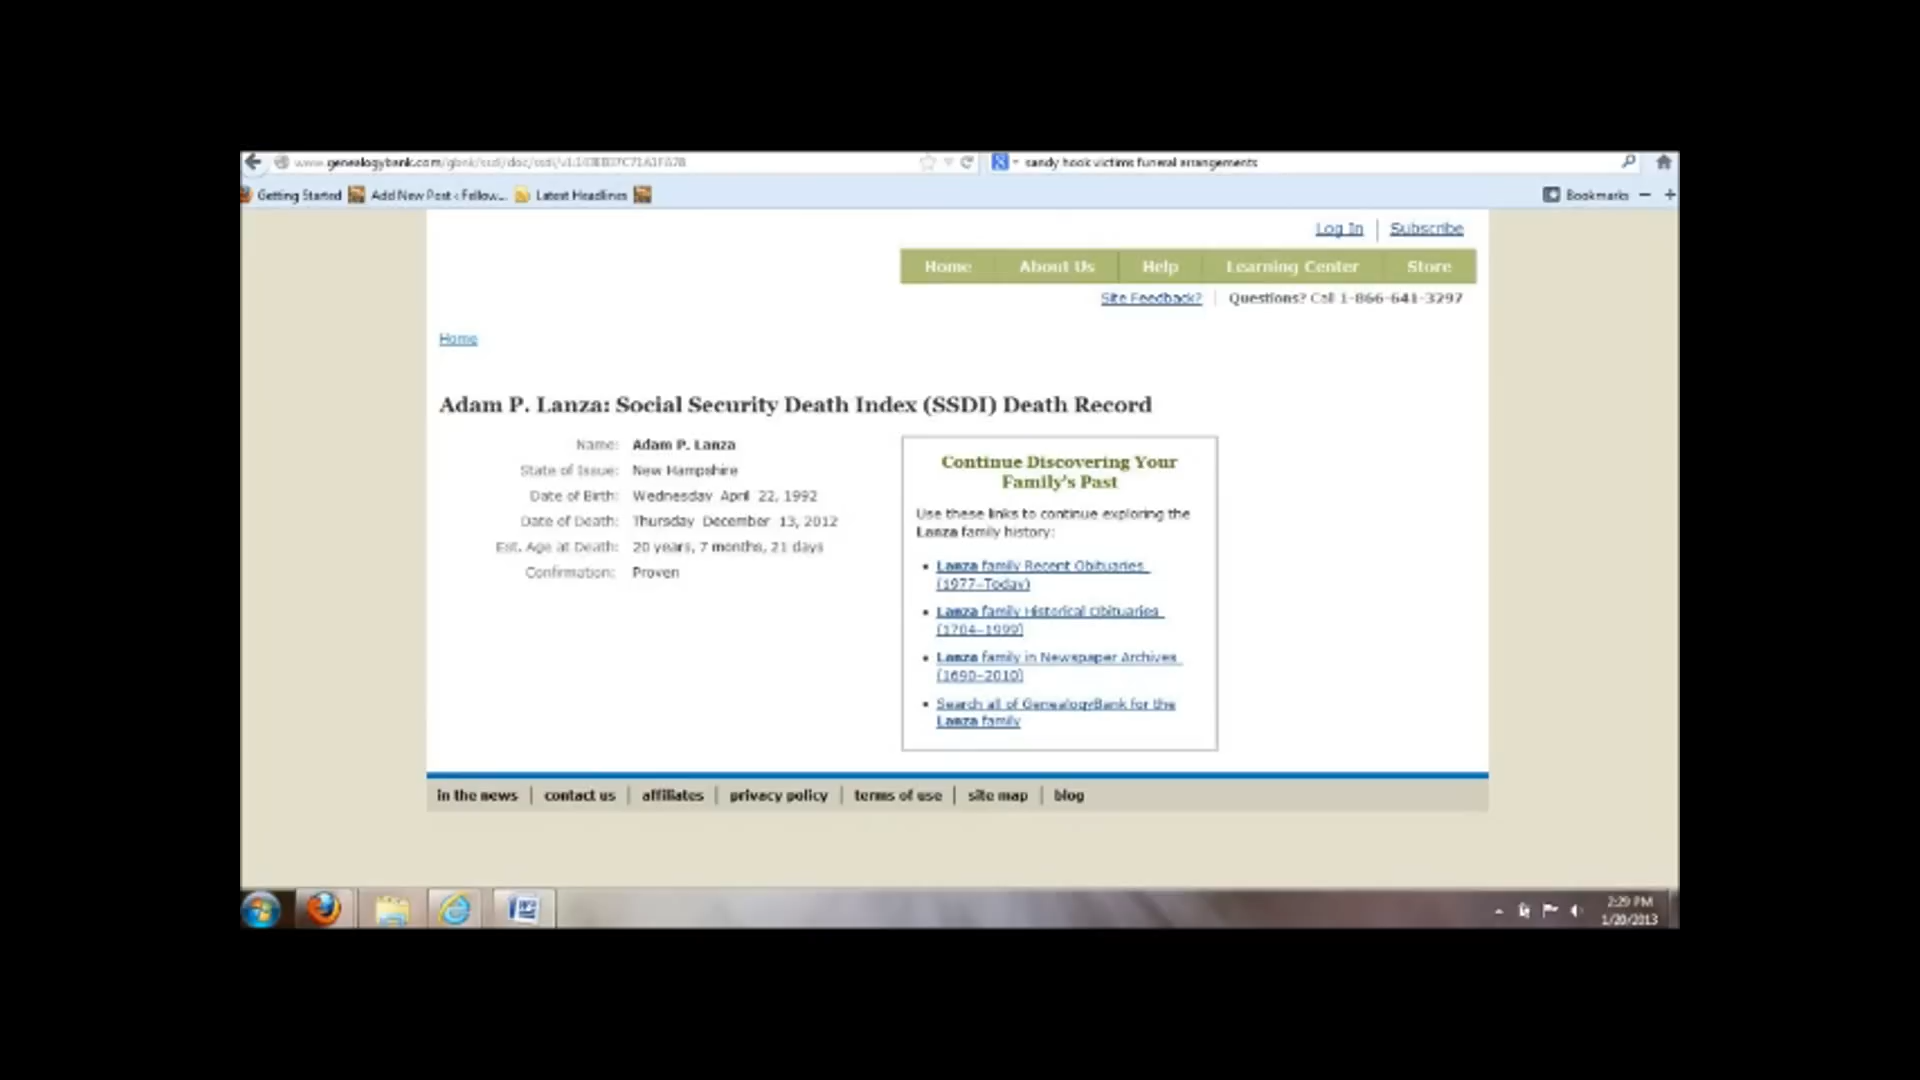 www.genealogybank.com/gbnk/ssdi/doc/ssdi/
sandy hook victims funeral arrangements
Getting Started
Add New Post ‹ Fellow...
Latest Headlines
Bookmarks
Log In | Subscribe
Home
About Us
Help
Learning Center
Store
Site Feedback? | Questions? Call 1-866-641-3297
Home
Adam P. Lanza: Social Security Death Index (SSDI) Death Record
Name: Adam P. Lanza
State of Issue: New Hampshire
Date of Birth: Wednesday April 22, 1992
Date of Death: Thursday December 13, 2012
Est. Age at Death: 20 years, 7 months, 21 days
Confirmation: Proven
Continue Discovering Your
Family's Past
Use these links to continue exploring the
Lanza family history:
• Lanza family Recent Obituaries
(1977-Today)
• Lanza family Historical Obituaries
(1704-1999)
• Lanza family in Newspaper Archives
(1690-2010)
• Search all of GenealogyBank for the
Lanza family
in the news | contact us | affiliates | privacy policy | terms of use | site map | blog
2:29 PM
1/20/2013